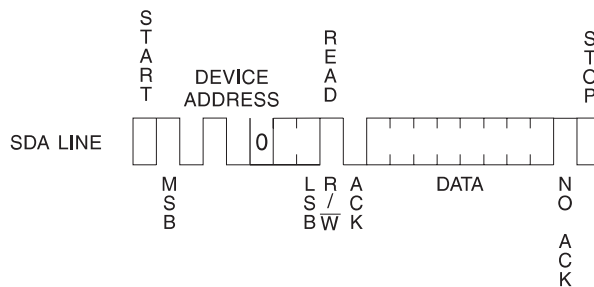 START
DEVICE
ADDRESS
READ
STOP
SDA LINE
0
MSB
LSB
R/W
ACK
DATA
NO ACK